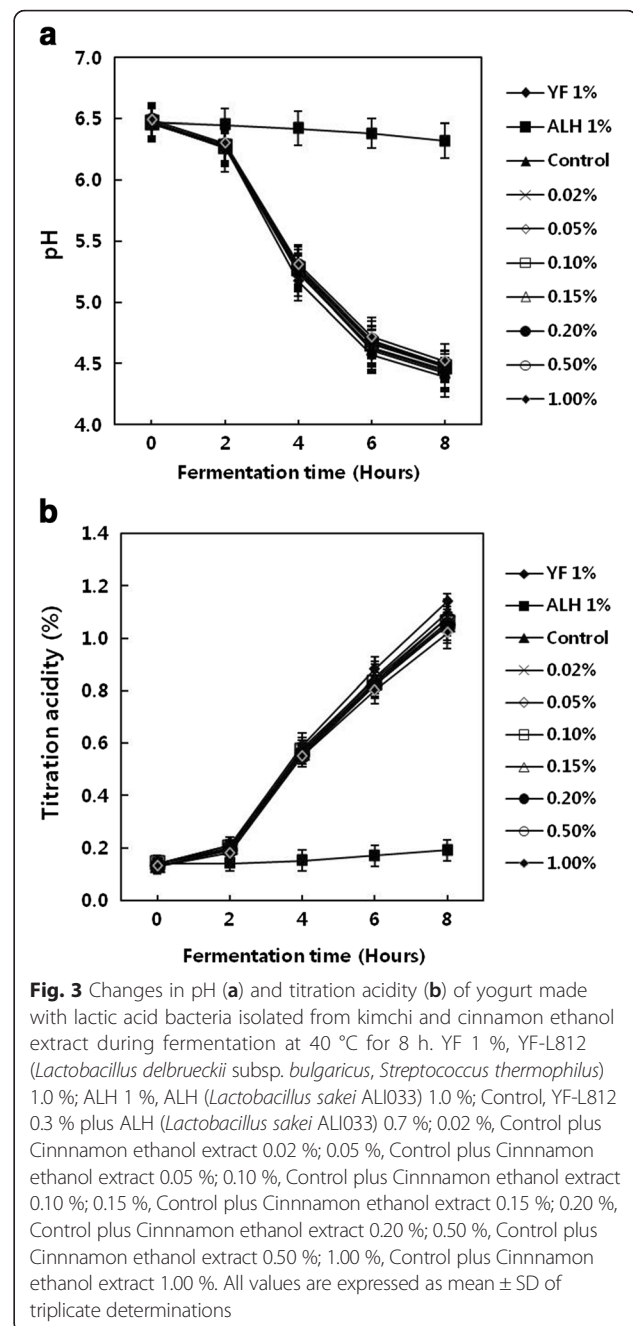 a
7.0
6.5
6.0
5.5
5.0
4.5
4.0
pH
0 2 4 6 8
Fermentation time (Hours)
YF 1%
ALH 1%
Control
0.02%
0.05%
0.10%
0.15%
0.20%
0.50%
1.00%
b
1.4
1.2
1.0
0.8
0.6
0.4
0.2
0.0
Titration acidity (%)
0 2 4 6 8
Fermentation time (Hours)
YF 1%
ALH 1%
Control
0.02%
0.05%
0.10%
0.15%
0.20%
0.50%
1.00%
Fig. 3 Changes in pH (a) and titration acidity (b) of yogurt made
with lactic acid bacteria isolated from kimchi and cinnamon ethanol
extract during fermentation at 40 °C for 8 h. YF 1 %, YF-L812
(Lactobacillus delbrueckii subsp. bulgaricus, Streptococcus thermophilus)
1.0 %; ALH 1 %, ALH (Lactobacillus sakei ALI033) 1.0 %; Control, YF-L812
0.3 % plus ALH (Lactobacillus sakei ALI033) 0.7 %; 0.02 %, Control plus
Cinnnamon ethanol extract 0.02 %; 0.05 %, Control plus Cinnnamon
ethanol extract 0.05 %; 0.10 %, Control plus Cinnnamon ethanol extract
0.10 %; 0.15 %, Control plus Cinnnamon ethanol extract 0.15 %; 0.20 %,
Control plus Cinnnamon ethanol extract 0.20 %; 0.50 %, Control plus
Cinnnamon ethanol extract 0.50 %; 1.00 %, Control plus Cinnnamon
ethanol extract 1.00 %. All values are expressed as mean ± SD of
triplicate determinations